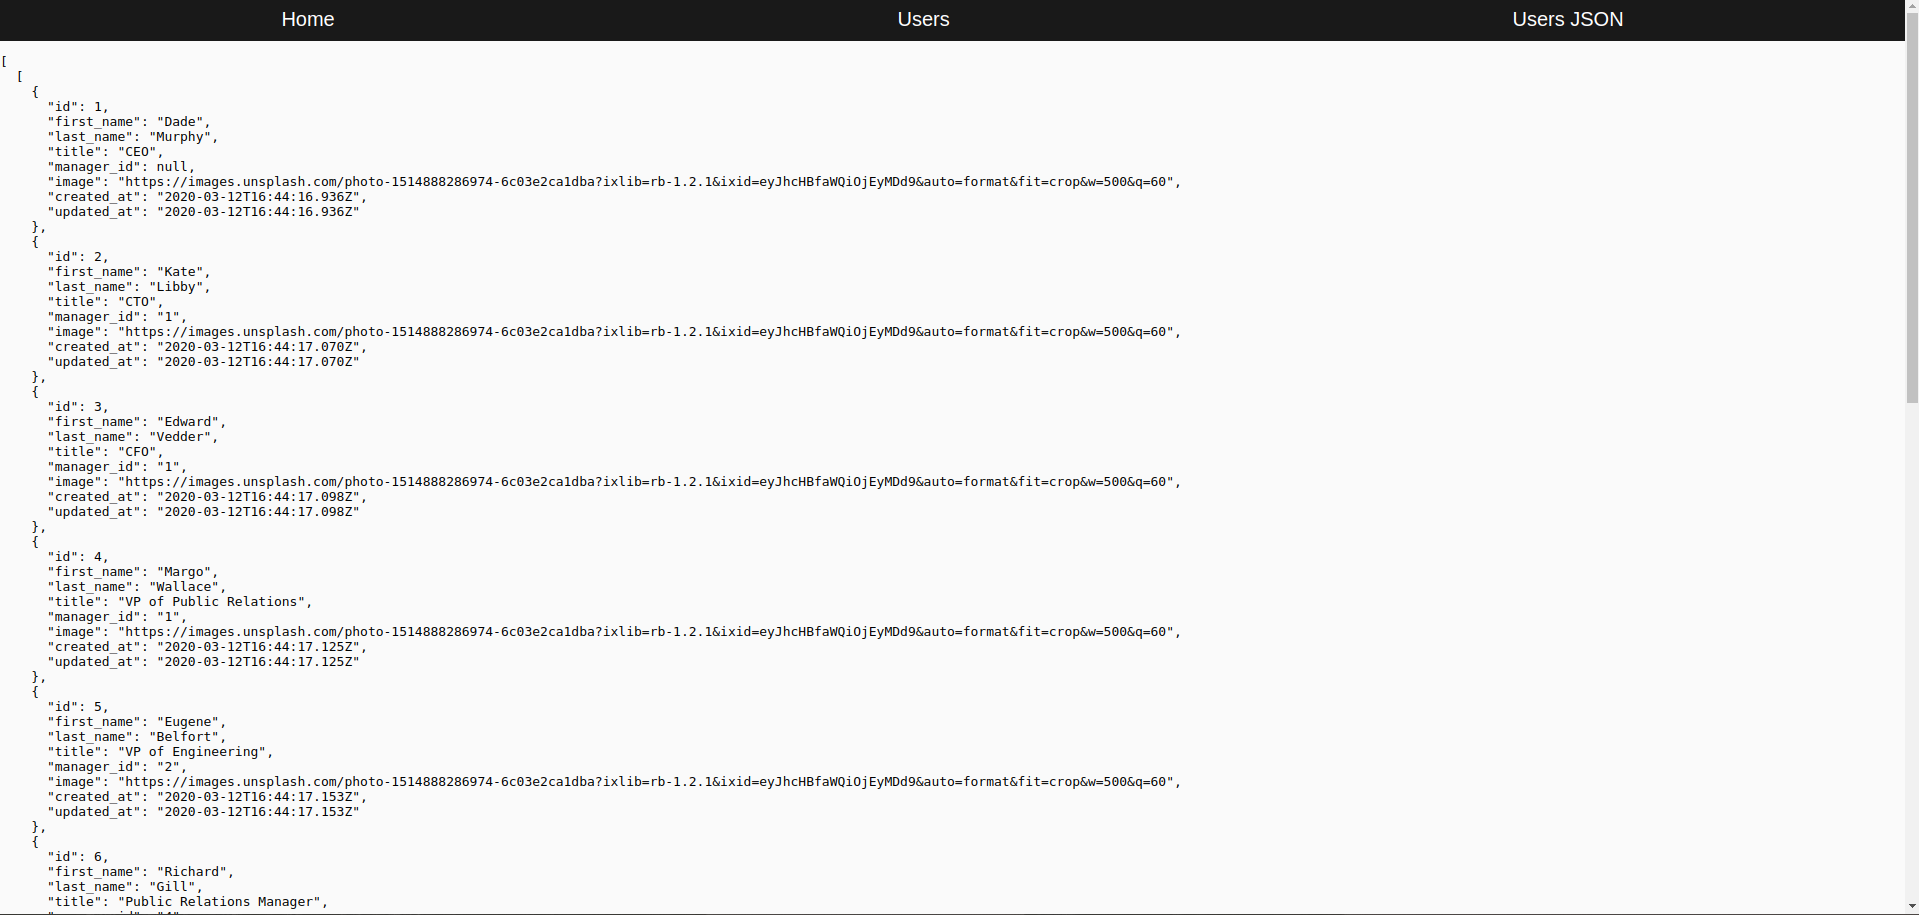 Home Users Users JSON
[
  [
    {
      "id": 1,
      "first_name": "Dade",
      "last_name": "Murphy",
      "title": "CEO",
      "manager_id": null,
      "image": "https://images.unsplash.com/photo-1514888286974-6c03e2ca1dba?ixlib=rb-1.2.1&ixid=eyJhcHBfaWQiOjEyMDd9&auto=format&fit=crop&w=500&q=60",
      "created_at": "2020-03-12T16:44:16.936Z",
      "updated_at": "2020-03-12T16:44:16.936Z"
    },
    {
      "id": 2,
      "first_name": "Kate",
      "last_name": "Libby",
      "title": "CTO",
      "manager_id": "1",
      "image": "https://images.unsplash.com/photo-1514888286974-6c03e2ca1dba?ixlib=rb-1.2.1&ixid=eyJhcHBfaWQiOjEyMDd9&auto=format&fit=crop&w=500&q=60",
      "created_at": "2020-03-12T16:44:17.070Z",
      "updated_at": "2020-03-12T16:44:17.070Z"
    },
    {
      "id": 3,
      "first_name": "Edward",
      "last_name": "Vedder",
      "title": "CFO",
      "manager_id": "1",
      "image": "https://images.unsplash.com/photo-1514888286974-6c03e2ca1dba?ixlib=rb-1.2.1&ixid=eyJhcHBfaWQiOjEyMDd9&auto=format&fit=crop&w=500&q=60",
      "created_at": "2020-03-12T16:44:17.098Z",
      "updated_at": "2020-03-12T16:44:17.098Z"
    },
    {
      "id": 4,
      "first_name": "Margo",
      "last_name": "Wallace",
      "title": "VP of Public Relations",
      "manager_id": "1",
      "image": "https://images.unsplash.com/photo-1514888286974-6c03e2ca1dba?ixlib=rb-1.2.1&ixid=eyJhcHBfaWQiOjEyMDd9&auto=format&fit=crop&w=500&q=60",
      "created_at": "2020-03-12T16:44:17.125Z",
      "updated_at": "2020-03-12T16:44:17.125Z"
    },
    {
      "id": 5,
      "first_name": "Eugene",
      "last_name": "Belfort",
      "title": "VP of Engineering",
      "manager_id": "2",
      "image": "https://images.unsplash.com/photo-1514888286974-6c03e2ca1dba?ixlib=rb-1.2.1&ixid=eyJhcHBfaWQiOjEyMDd9&auto=format&fit=crop&w=500&q=60",
      "created_at": "2020-03-12T16:44:17.153Z",
      "updated_at": "2020-03-12T16:44:17.153Z"
    },
    {
      "id": 6,
      "first_name": "Richard",
      "last_name": "Gill",
      "title": "Public Relations Manager",